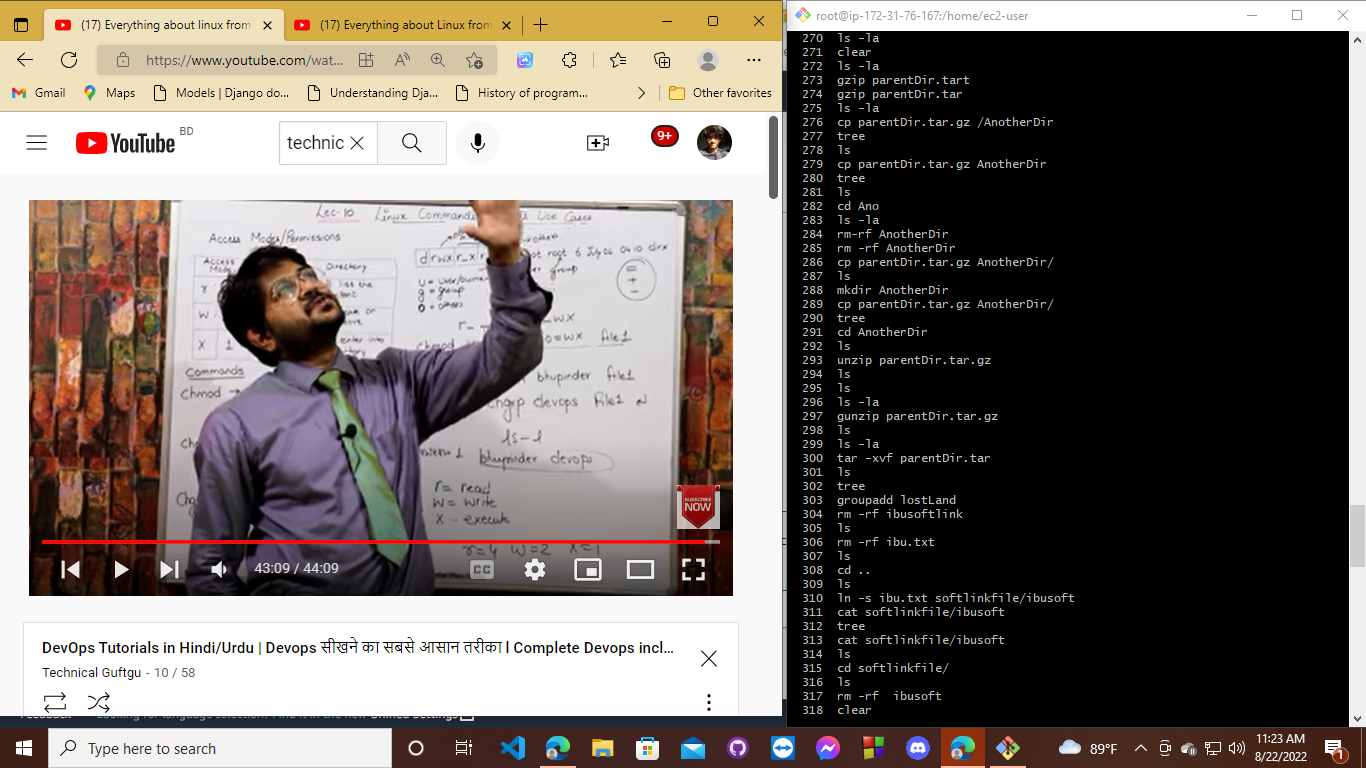 (17) Everything about linux from
(17) Everything about Linux from
https://www.youtube.com/wat...
Gmail
Maps
Models | Django do...
Understanding Dja...
History of program...
Other favorites
YouTube BD
technic
9+
Lec-10 Linux Commands Use Cases
Access Modes/Permissions
Access
Directory
Commands
chmod
file1
bhupinder file1
chgrp devops file1
ls-l
bhupinder devops
r = read
w = write
x - execute
r=4 w=2 x=1
SUBSCRIBE
NOW
43:09 / 44:09
DevOps Tutorials in Hindi/Urdu | Devops सीखने का सबसे आसान तरीका l Complete Devops incl...
Technical Guftgu - 10 / 58
root@ip-172-31-76-167:/home/ec2-user
270 ls -la
271 clear
272 ls -la
273 gzip parentDir.tart
274 gzip parentDir.tar
275 ls -la
276 cp parentDir.tar.gz /AnotherDir
277 tree
278 ls
279 cp parentDir.tar.gz AnotherDir
280 tree
281 ls
282 cd Ano
283 ls -la
284 rm-rf AnotherDir
285 rm -rf AnotherDir
286 cp parentDir.tar.gz AnotherDir/
287 ls
288 mkdir AnotherDir
289 cp parentDir.tar.gz AnotherDir/
290 tree
291 cd AnotherDir
292 ls
293 unzip parentDir.tar.gz
294 ls
295 ls
296 ls -la
297 gunzip parentDir.tar.gz
298 ls
299 ls -la
300 tar -xvf parentDir.tar
301 ls
302 tree
303 groupadd lostLand
304 rm -rf ibusoftlink
305 ls
306 rm -rf ibu.txt
307 ls
308 cd ..
309 ls
310 ln -s ibu.txt softlinkfile/ibusoft
311 cat softlinkfile/ibusoft
312 tree
313 cat softlinkfile/ibusoft
314 ls
315 cd softlinkfile/
316 ls
317 rm -rf  ibusoft
318 clear
Type here to search
89°F
11:23 AM
8/22/2022
1